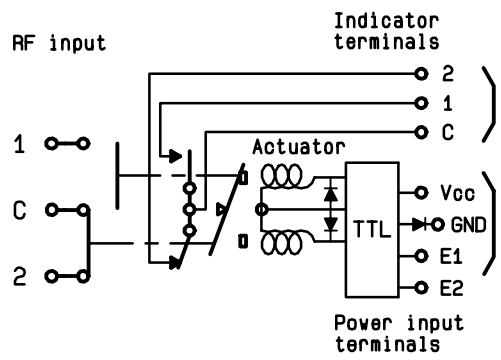 Indicator
terminals
RF input
2
1
C
1
Actuator
Vcc
C
GND
TTL
E1
2
E2
Power input
terminals